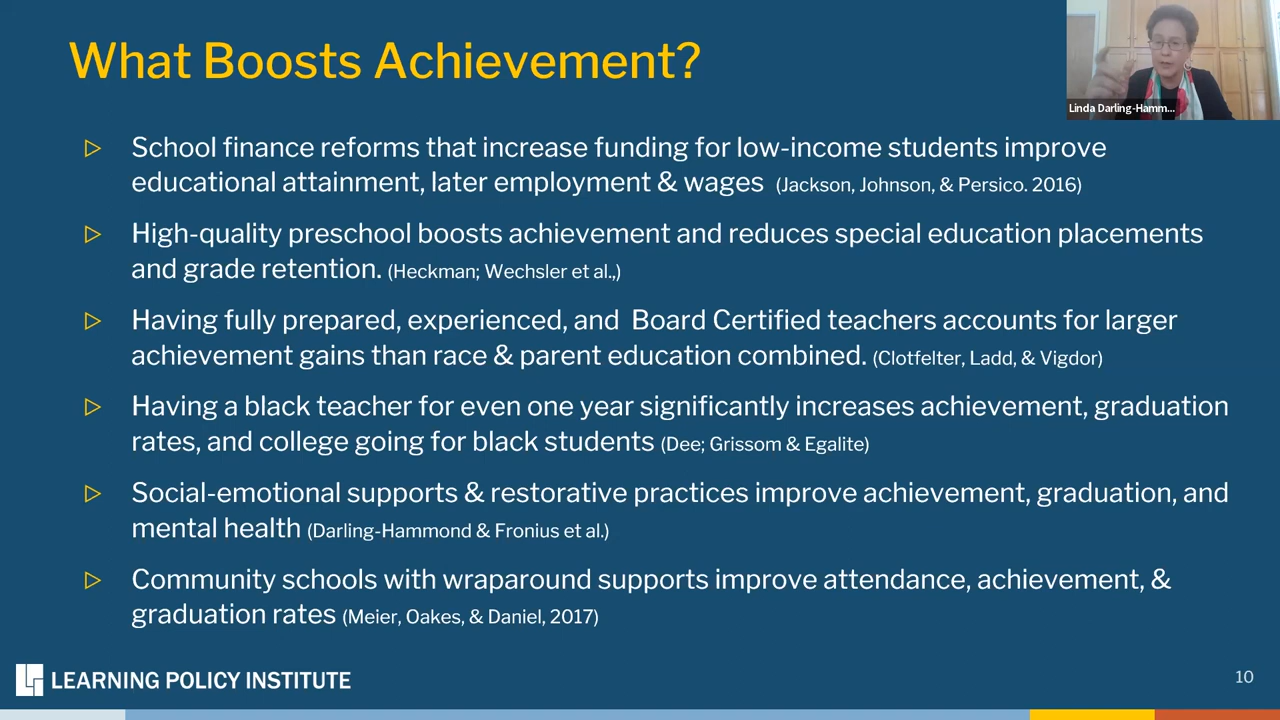 What Boosts Achievement?
Linda Darling-Hamm...
School finance reforms that increase funding for low-income students improve
educational attainment, later employment & wages (Jackson, Johnson, & Persico. 2016)
High-quality preschool boosts achievement and reduces special education placements
and grade retention. (Heckman; Wechsler et al.,)
Having fully prepared, experienced, and Board Certified teachers accounts for larger
achievement gains than race & parent education combined. (Clotfelter, Ladd, & Vigdor)
Having a black teacher for even one year significantly increases achievement, graduation
rates, and college going for black students (Dee; Grissom & Egalite)
Social-emotional supports & restorative practices improve achievement, graduation, and
mental health (Darling-Hammond & Fronius et al.)
Community schools with wraparound supports improve attendance, achievement, &
graduation rates (Meier, Oakes, & Daniel, 2017)
LEARNING POLICY INSTITUTE
10